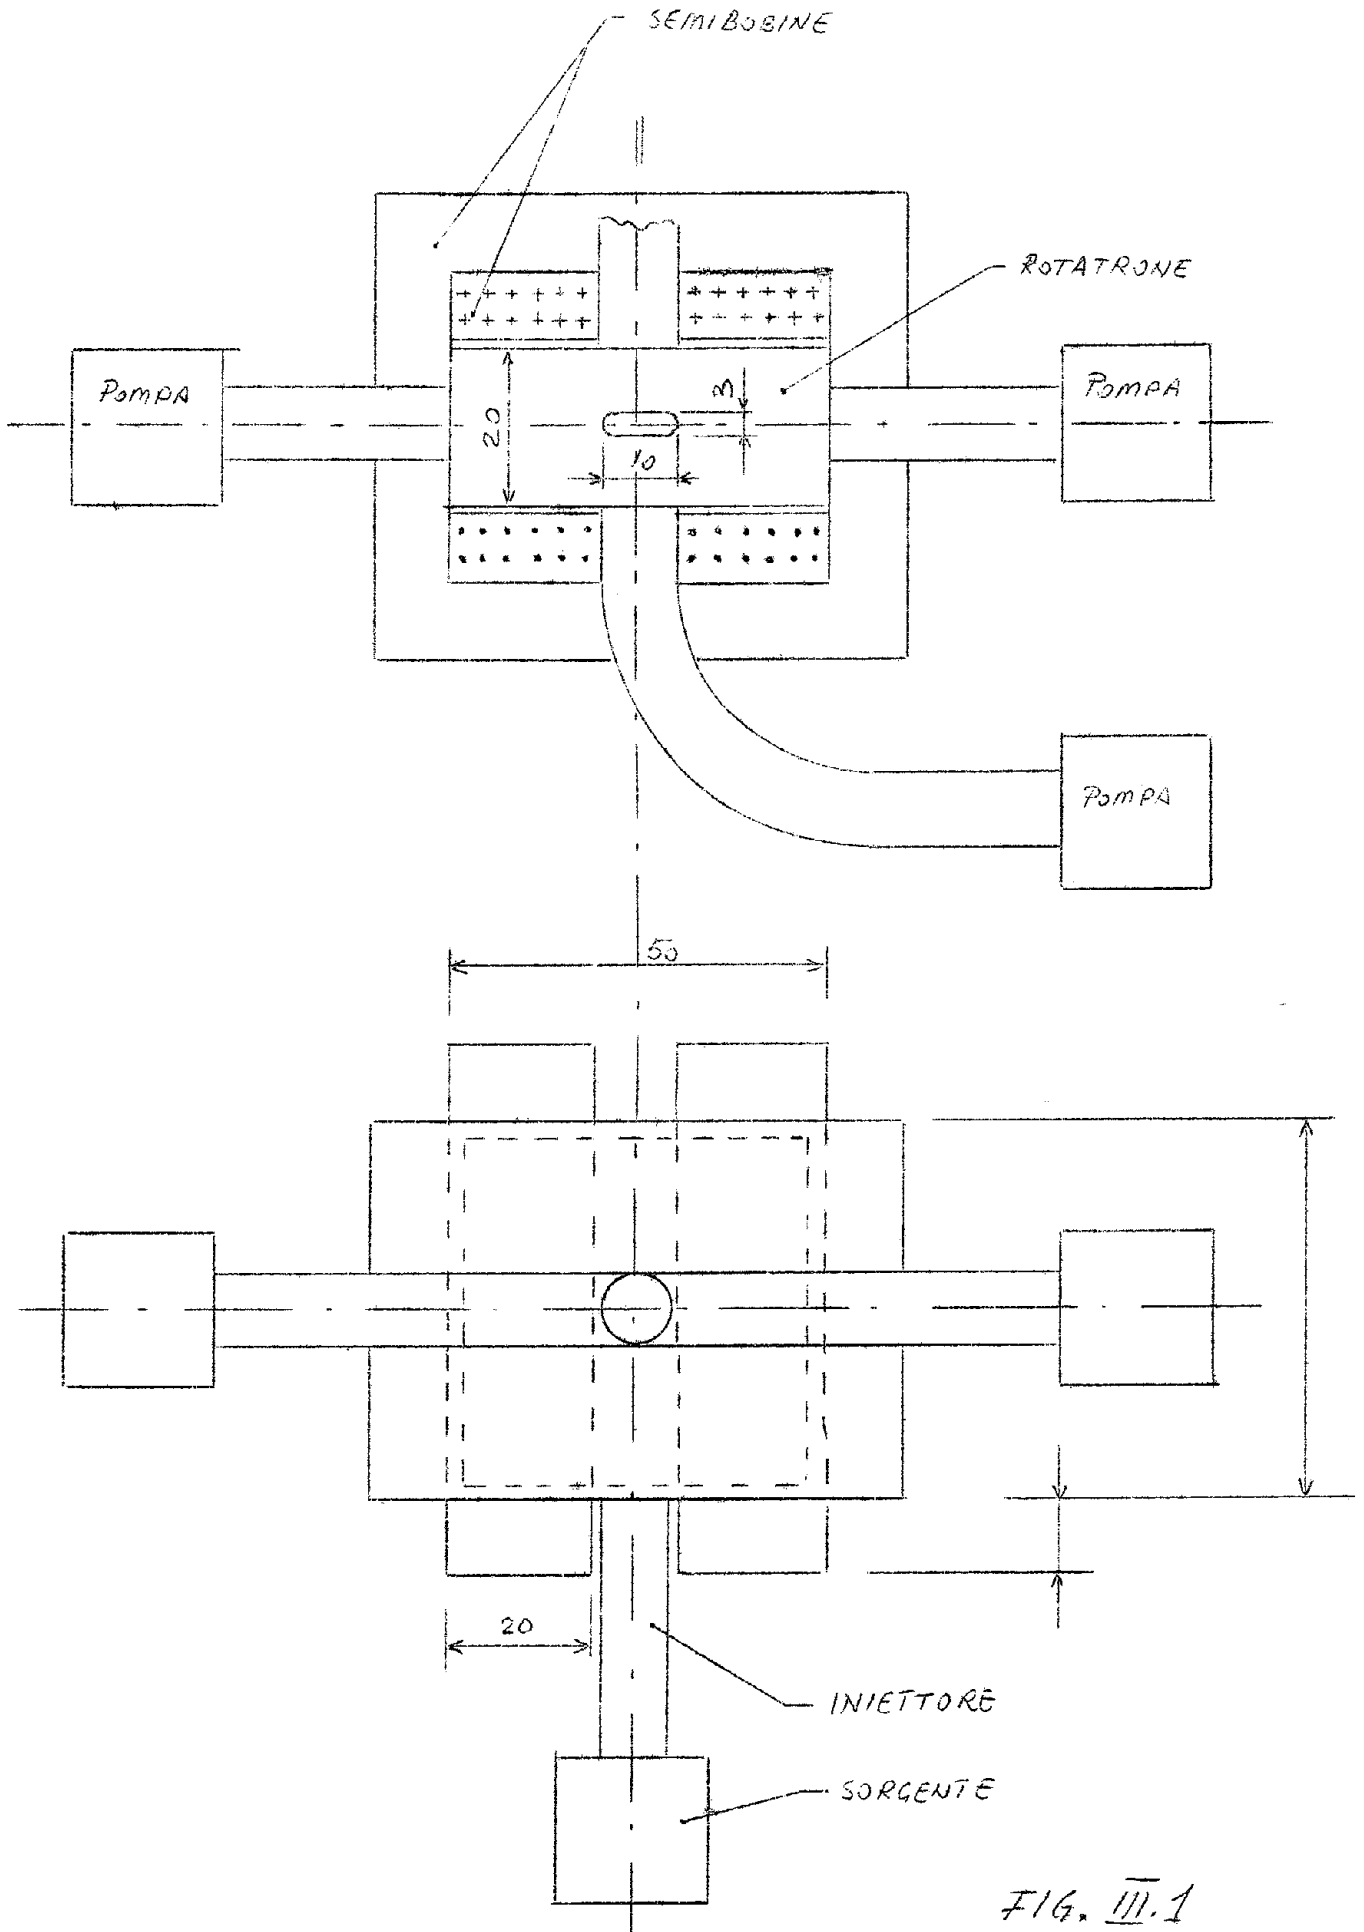 SEMIBOBINE
ROTATRONE
POMPA
POMPA
20
3
10
POMPA
50
20
INIETTORE
SORGENTE
FIG. III.1